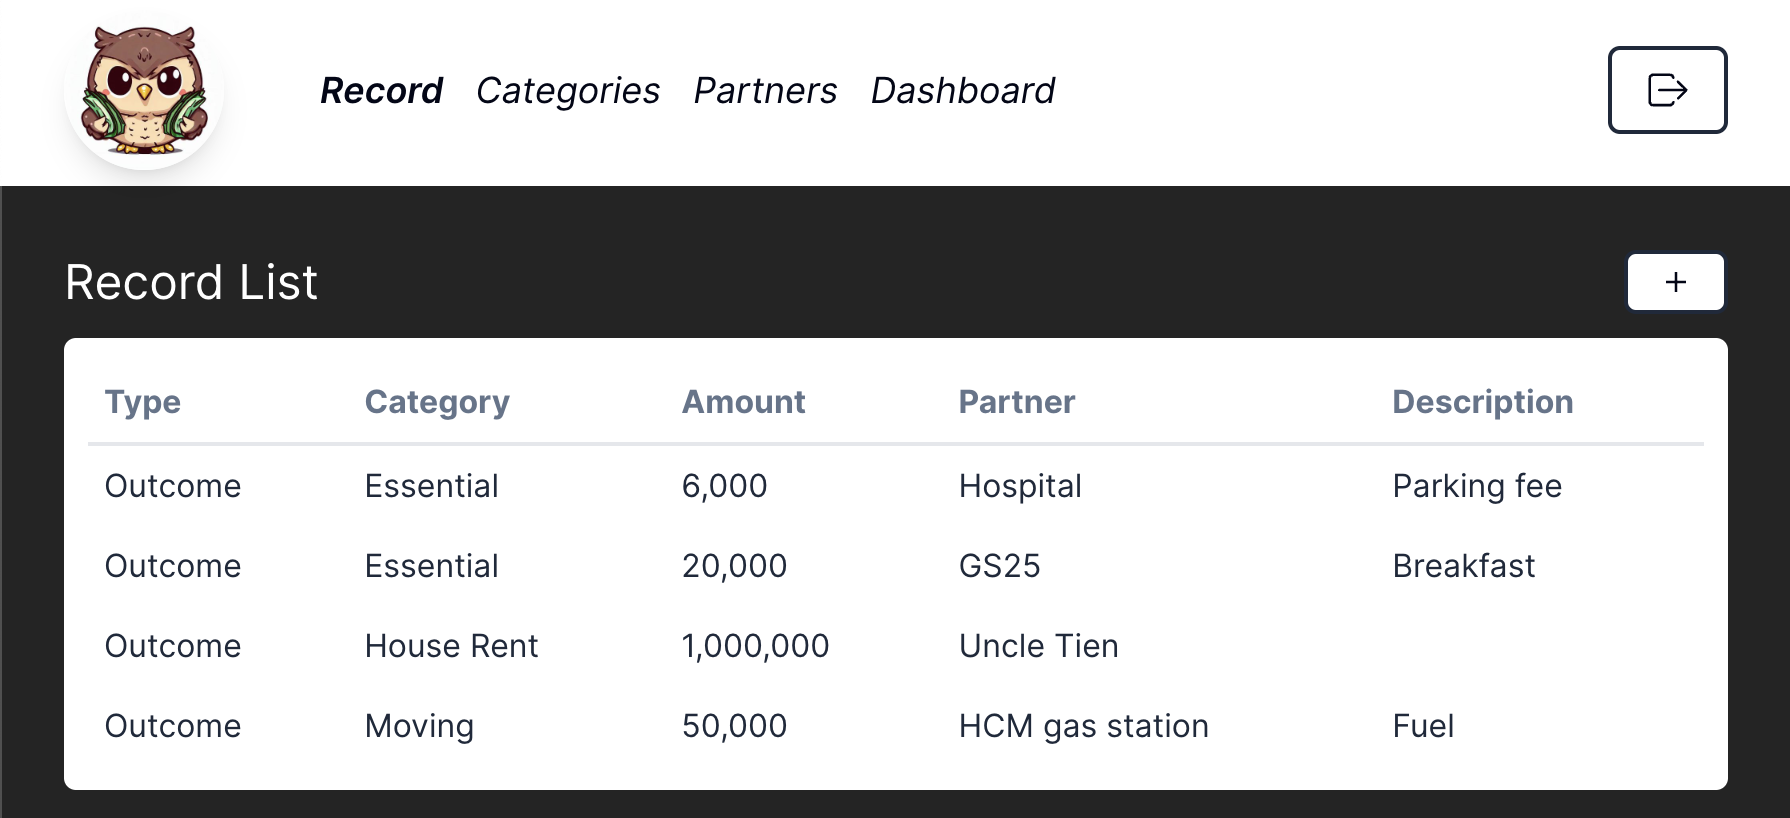 Record Categories Partners Dashboard
Record List
+
Type Category Amount Partner Description
Outcome Essential 6,000 Hospital Parking fee
Outcome Essential 20,000 GS25 Breakfast
Outcome House Rent 1,000,000 Uncle Tien
Outcome Moving 50,000 HCM gas station Fuel